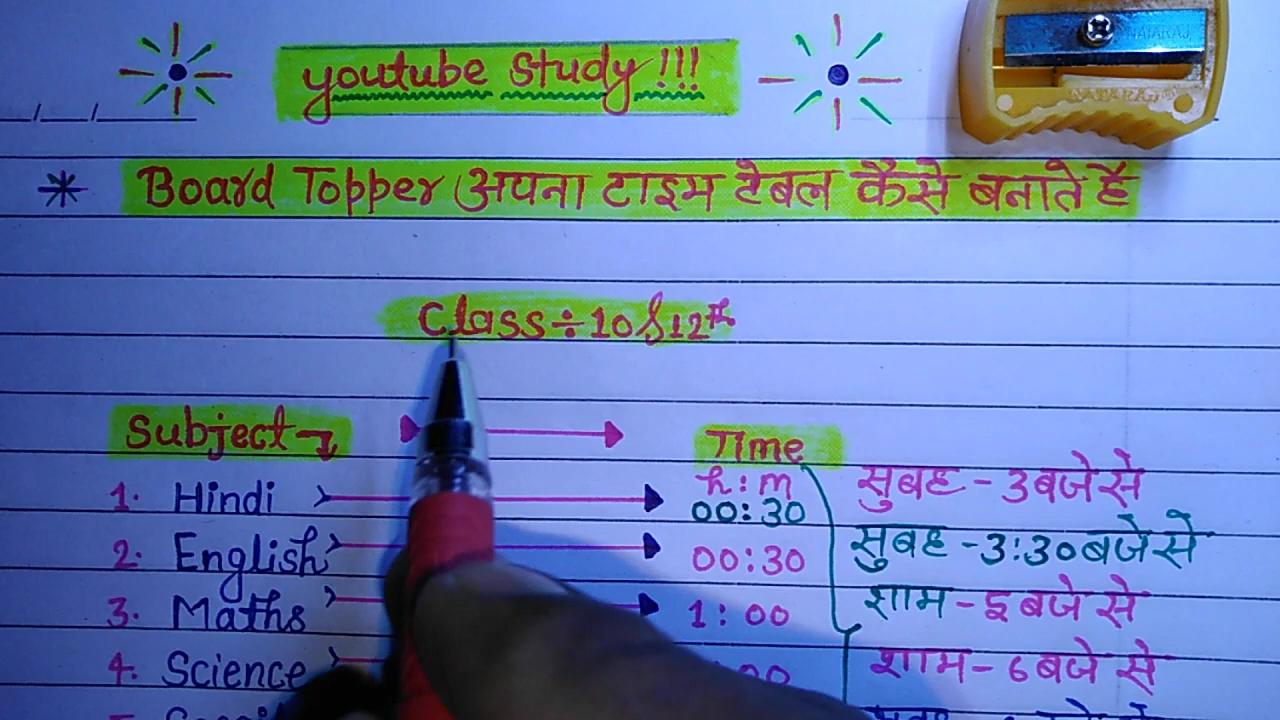 youtube study!!!
NATARAJ
NATARAJ
Board Topper अपना टाइम टेबल कैसे बनाते है
Class ÷ 10 & 12th
Subject Time
h:m
1. Hindi 00:30 सुबह - 3 बजे से
2. English 00:30 सुबह - 3:30 बजे से
3. Maths 1:00 शाम - 5 बजे से
4. Science शाम - 6 बजे से